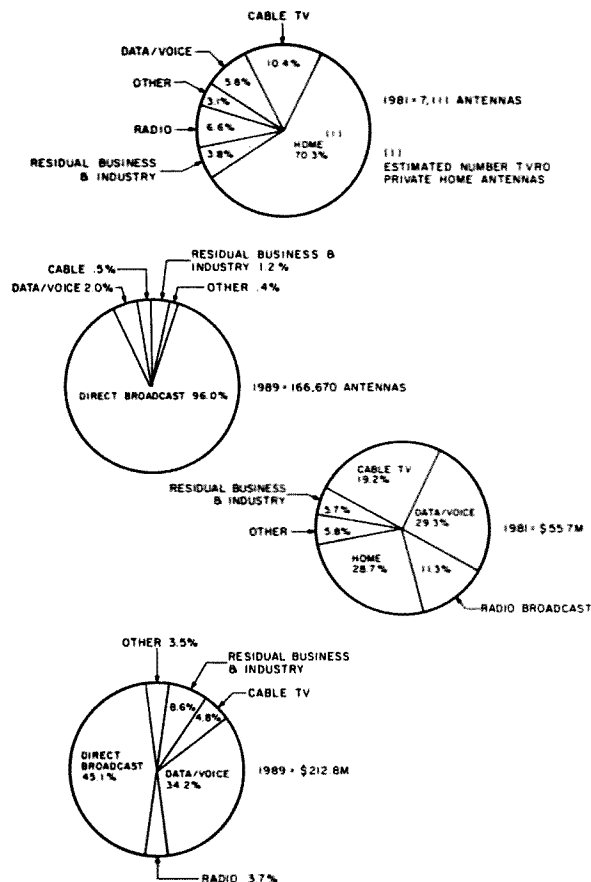 CABLE TV
DATA/VOICE
10.4%
5.8%
OTHER
3.1%
1981 = 7,111 ANTENNAS
RADIO
6.6%
(1)
HOME
70.3%
3.8%
RESIDUAL BUSINESS
& INDUSTRY
(1)
ESTIMATED NUMBER TVRO
PRIVATE HOME ANTENNAS
RESIDUAL BUSINESS &
INDUSTRY 1.2%
CABLE .5%
DATA/VOICE 2.0%
OTHER .4%
DIRECT BROADCAST 96.0%
1989 = 166,670 ANTENNAS
CABLE TV
19.2%
RESIDUAL BUSINESS
& INDUSTRY
5.7%
DATA/VOICE
29.3%
OTHER
5.8%
1981 = $55.7M
HOME
28.7%
11.3%
RADIO BROADCAST
OTHER 3.5%
RESIDUAL BUSINESS
& INDUSTRY
8.6%
CABLE TV
4.8%
DIRECT
BROADCAST
45.1%
DATA/VOICE
34.2%
1989 = $212.8M
RADIO 3.7%